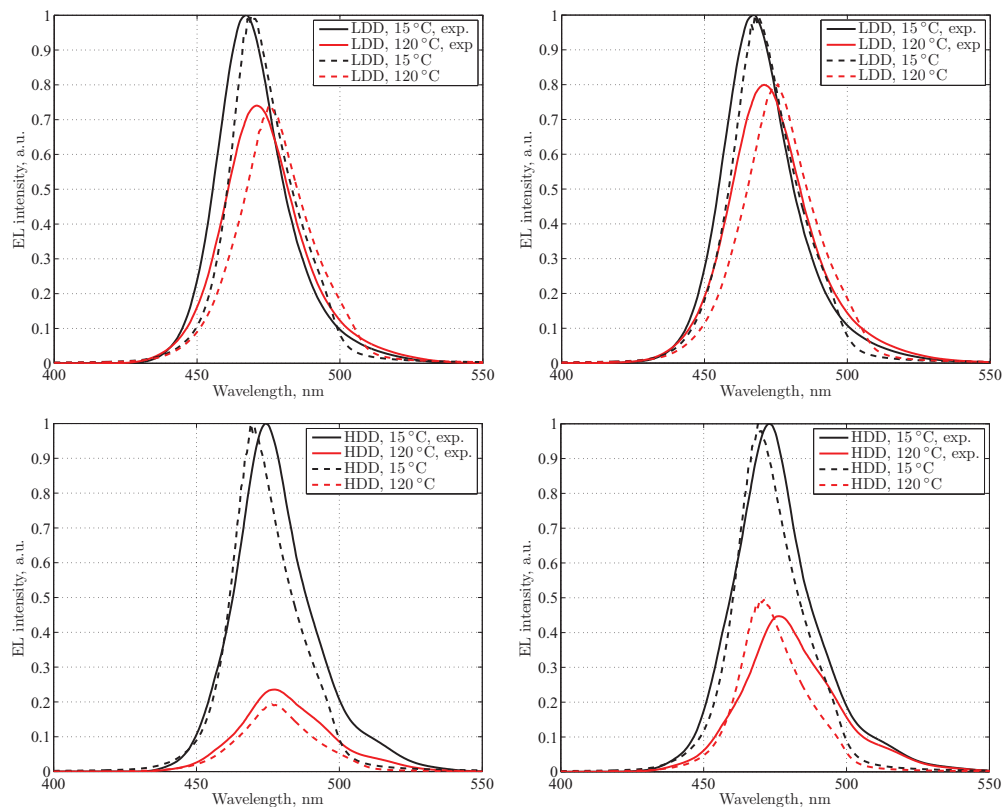 LDD, 15 °C, exp.
LDD, 120 °C, exp
LDD, 15 °C
LDD, 120 °C
1
0.9
0.8
0.7
0.6
0.5
0.4
0.3
0.2
0.1
0
EL intensity, a.u.
400 450 500 550
Wavelength, nm
LDD, 15 °C, exp.
LDD, 120 °C, exp
LDD, 15 °C
LDD, 120 °C
1
0.9
0.8
0.7
0.6
0.5
0.4
0.3
0.2
0.1
0
EL intensity, a.u.
400 450 500 550
Wavelength, nm
HDD, 15 °C, exp.
HDD, 120 °C, exp.
HDD, 15 °C
HDD, 120 °C
1
0.9
0.8
0.7
0.6
0.5
0.4
0.3
0.2
0.1
0
EL intensity, a.u.
400 450 500 550
Wavelength, nm
HDD, 15 °C, exp.
HDD, 120 °C, exp.
HDD, 15 °C
HDD, 120 °C
1
0.9
0.8
0.7
0.6
0.5
0.4
0.3
0.2
0.1
0
EL intensity, a.u.
400 450 500 550
Wavelength, nm